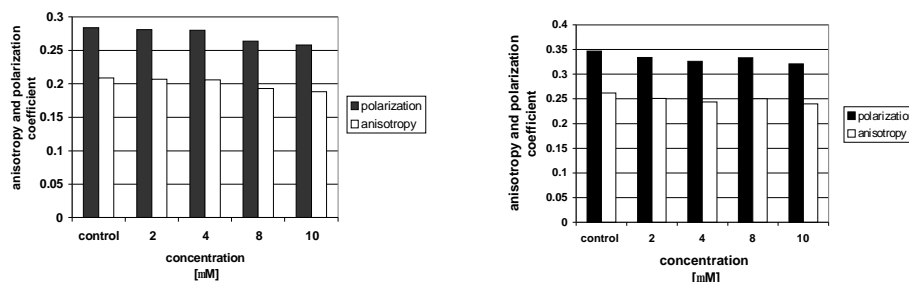 0.3
0.25
0.2
0.15
0.1
0.05
0
anisotropy and polarization
coefficient
control 2 4 8 10
concentration
[mM]
polarization
anisotropy
0.4
0.35
0.3
0.25
0.2
0.15
0.1
0.05
0
anisotropy and polarization
coefficient
control 2 4 8 10
concentration
[mM]
polarization
anisotropy